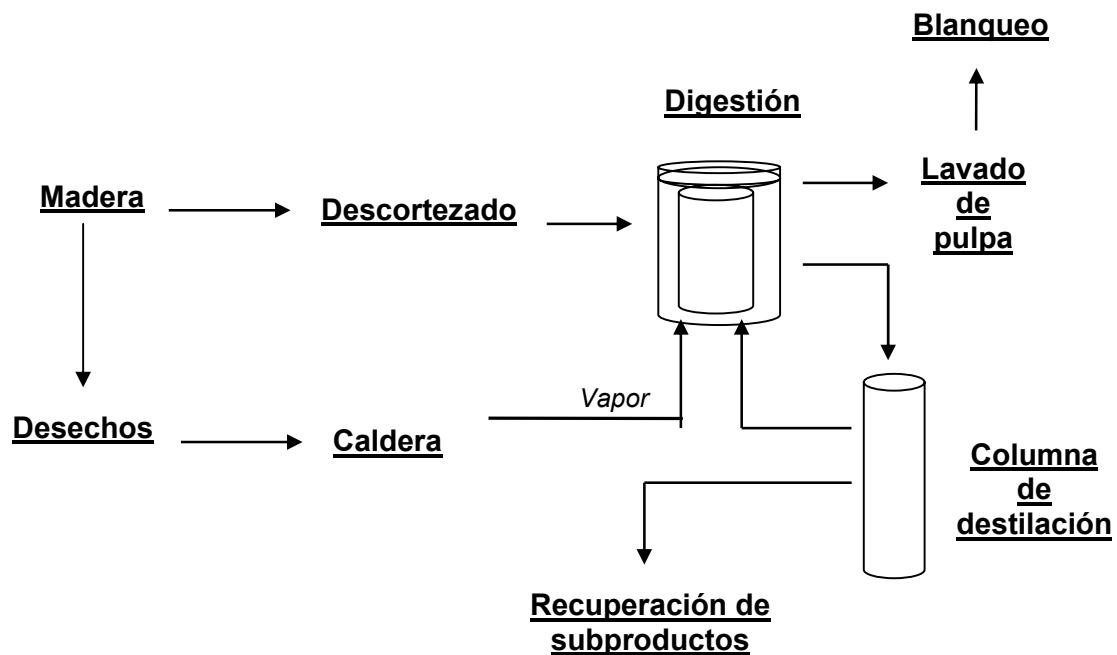 Blanqueo
Digestión
Madera
Descortezado
Lavado
de
pulpa
Vapor
Desechos
Caldera
Columna
de
destilación
Recuperación de
subproductos